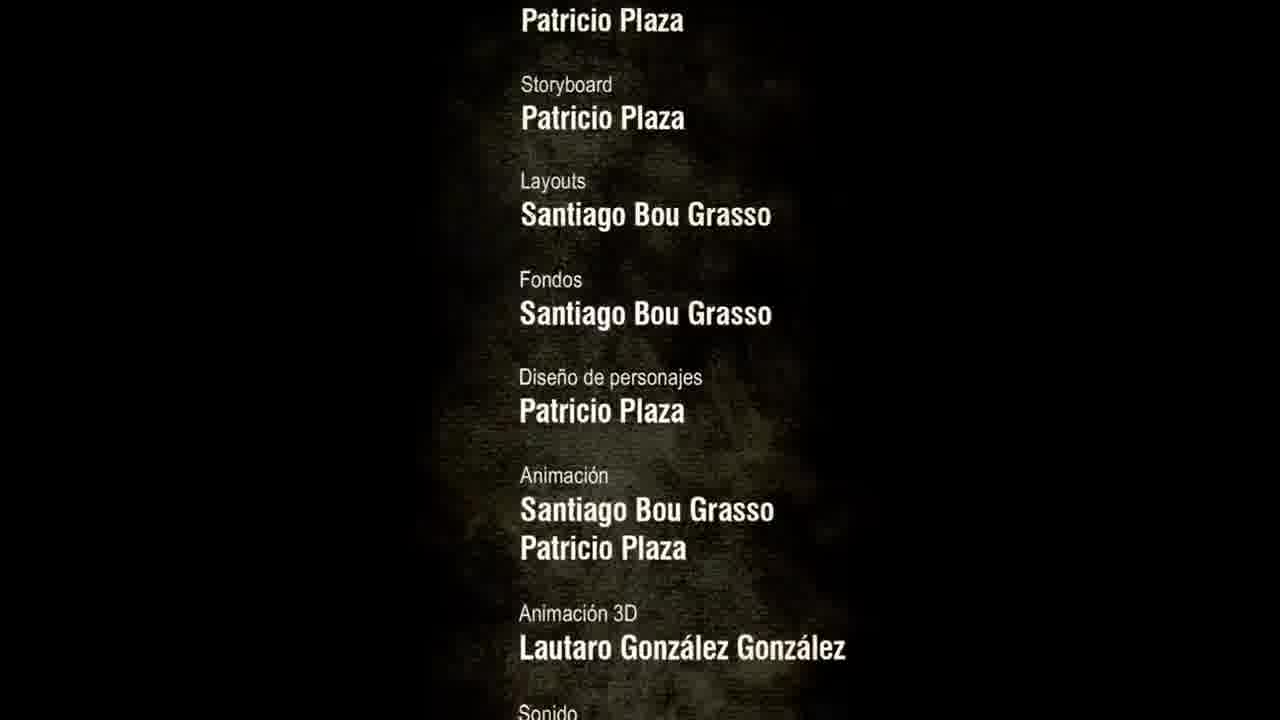 Patricio Plaza
Storyboard
Patricio Plaza
Layouts
Santiago Bou Grasso
Fondos
Santiago Bou Grasso
Diseño de personajes
Patricio Plaza
Animación
Santiago Bou Grasso
Patricio Plaza
Animación 3D
Lautaro González González
Sonido